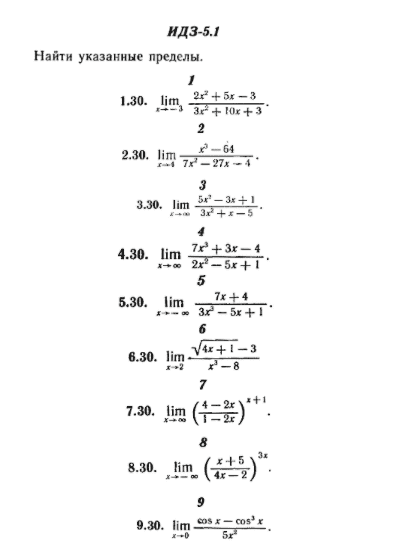 ИДЗ-5.1
Найти указанные пределы.
1
1.30. lim_{x→−3} (2x² + 5x − 3)/(3x² + 10x + 3).
2
2.30. lim_{x→4} (x³ − 64)/(7x² − 27x − 4).
3
3.30. lim_{x→∞} (5x² − 3x + 1)/(3x² + x − 5).
4
4.30. lim_{x→∞} (7x³ + 3x − 4)/(2x² − 5x + 1).
5
5.30. lim_{x→−∞} (7x + 4)/(3x³ − 5x + 1).
6
6.30. lim_{x→2} (√(4x + 1) − 3)/(x³ − 8)
7
7.30. lim_{x→∞} ((4 − 2x)/(1 − 2x))^{x+1}.
8
8.30. lim_{x→−∞} ((x + 5)/(4x − 2))^{3x}.
9
9.30. lim_{x→0} (cos x − cos³ x)/(5x²).